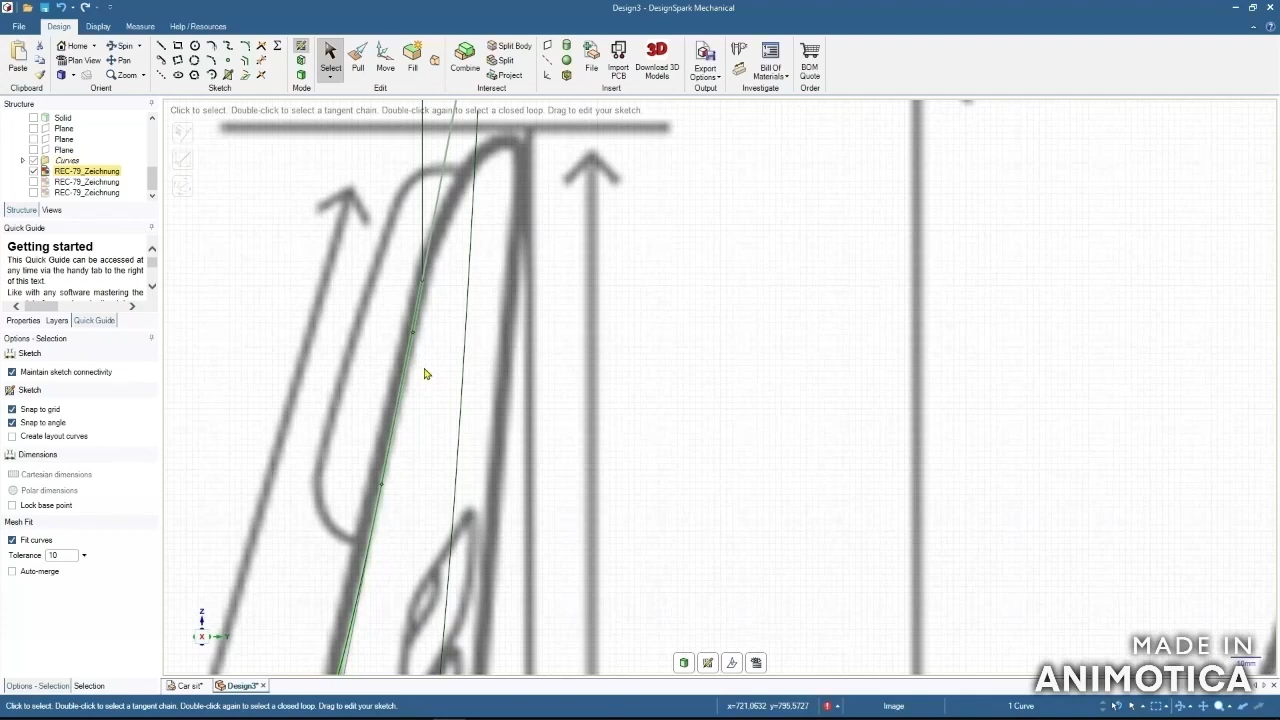 Design3 - DesignSpark Mechanical
File Design Display Measure Help / Resources
Paste
Clipboard
Home Spin
Plan View Pan
Zoom
Orient
Sketch
Mode
Select Pull Move Fill
Edit
Combine Split Body
Split
Project
Intersect
File Import PCB Download 3D Models
Insert
Export Options
Output
Bill of Materials
Investigate
BOM Quote
Order
Structure
Click to select. Double-click to select a tangent chain. Double-click again to select a closed loop. Drag to edit your sketch.
Solid
Plane
Plane
Plane
Curves
REC-79_Zeichnung
REC-79_Zeichnung
REC-79_Zeichnung
Structure Views
Quick Guide
Getting started
This Quick Guide can be accessed at
any time via the handy tab to the right
of this text.
Like with any software mastering the
Properties Layers Quick Guide
Options - Selection
Sketch
Maintain sketch connectivity
Sketch
Snap to grid
Snap to angle
Create layout curves
Dimensions
Cartesian dimensions
Polar dimensions
Lock base point
Mesh Fit
Fit curves
Tolerance 10
Auto-merge
Z
X Y
MADE IN
ANIMOTICA
Options - Selection Selection
Car sit* Design3*
Click to select. Double-click to select a tangent chain. Double-click again to select a closed loop. Drag to edit your sketch.
x=721.0632 y=795.5727 Image 1 Curve